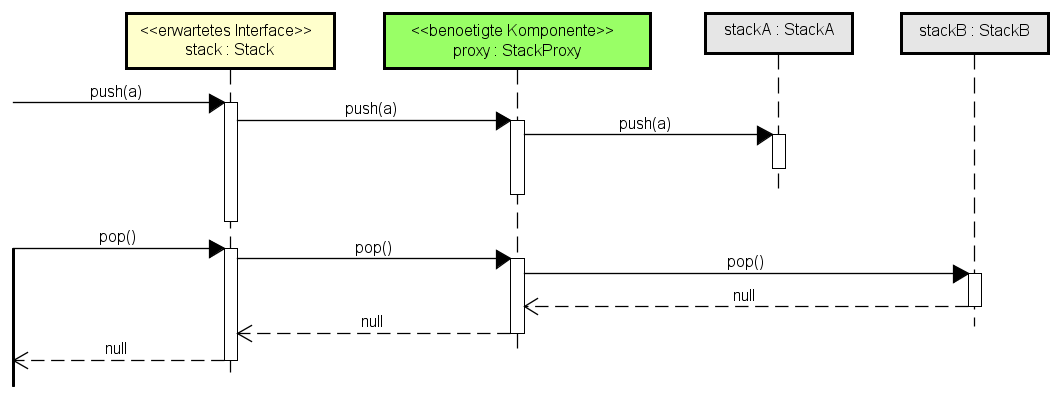 <<erwartetes Interface>>
stack : Stack
<<benoetigte Komponente>>
proxy : StackProxy
stackA : StackA
stackB : StackB
push(a)
push(a)
push(a)
pop()
pop()
pop()
null
null
null